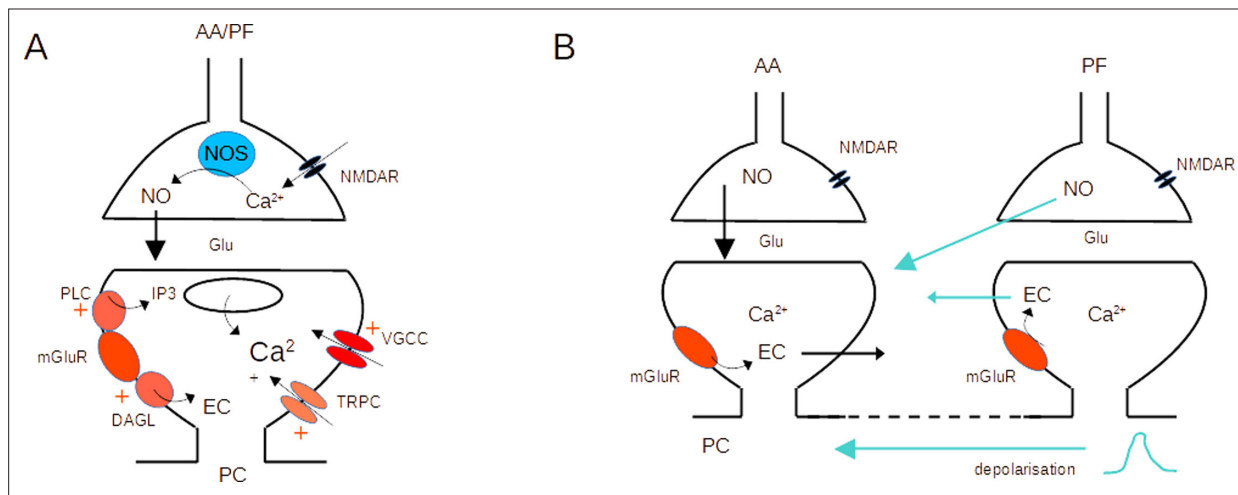 A
AA/PF
NOS
NO
Ca²⁺
NMDAR
Glu
PLC
+
IP3
+
VGCC
mGluR
Ca²
+
+
DAGL
EC
TRPC
+
PC
B
AA
PF
NO
NMDAR
NO
NMDAR
Glu
Glu
Ca²⁺
EC
Ca²⁺
mGluR
EC
mGluR
PC
depolarisation